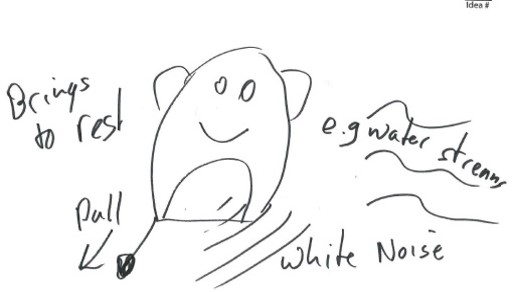 Idea #
Brings
to rest
e.g water streams
Pull
White Noise